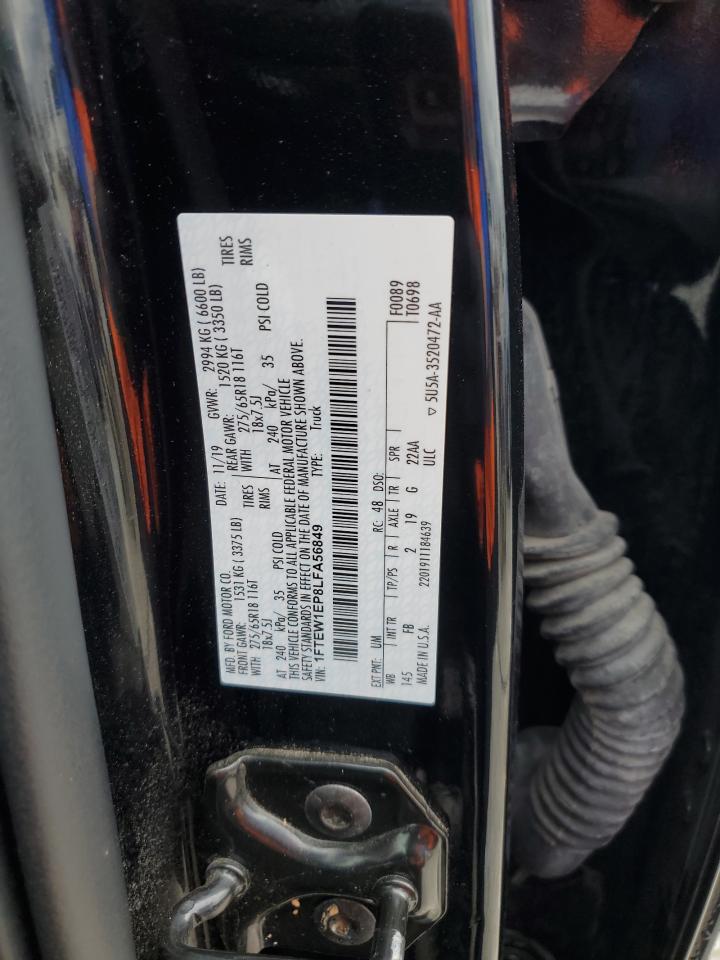 MFD. BY FORD MOTOR CO. DATE: 11/19 GVWR: 2994 KG ( 6600 LB)
FRONT GAWR: 1531 KG ( 3375 LB) REAR GAWR: 1520 KG ( 3350 LB)
WITH 275/65R18 116T TIRES WITH 275/65R18 116T TIRES
18x7.5J RIMS 18x7.5J RIMS
AT 240 kPa/ 35 PSI COLD AT 240 kPa/ 35 PSI COLD
THIS VEHICLE CONFORMS TO ALL APPLICABLE FEDERAL MOTOR VEHICLE
SAFETY STANDARDS IN EFFECT ON THE DATE OF MANUFACTURE SHOWN ABOVE.
VIN: 1FTEW1EP8LFA56849 TYPE: Truck
EXT PNT: UM RC: 48 DSO: F0089
WB INT TR TP/PS R AXLE TR SPR T0698
145 FB 2 19 G 22AA
MADE IN U.S.A. 2201911184639 ULC ▽ 5U5A-3520472-AA